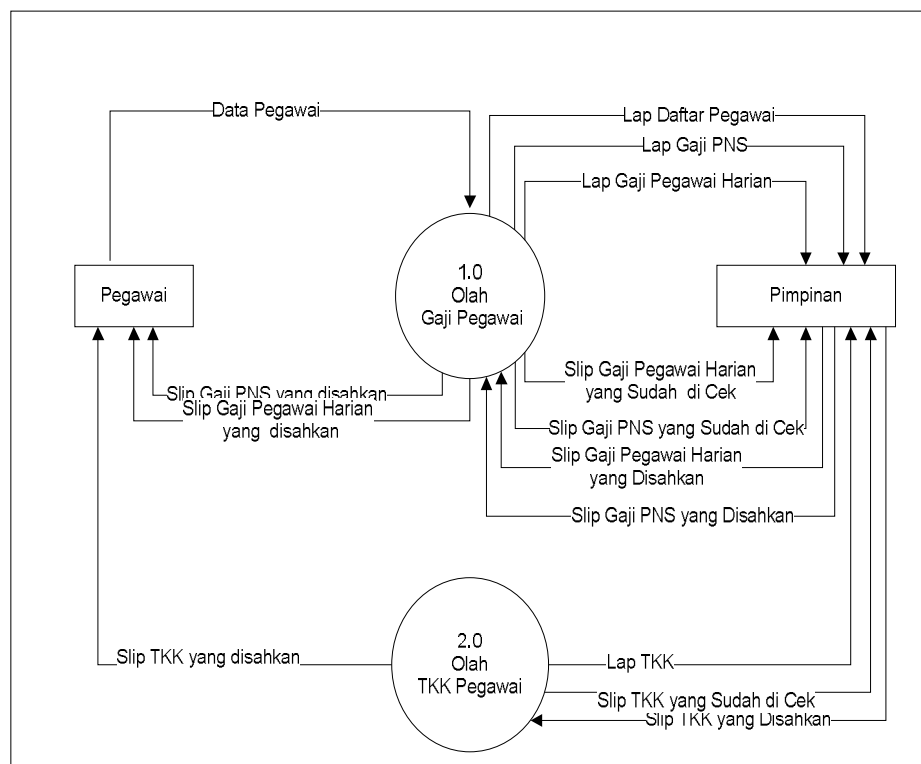 Data Pegawai
Lap Daftar Pegawai
Lap Gaji PNS
Lap Gaji Pegawai Harian
1.0
Olah
Gaji Pegawai
Pegawai
Pimpinan
Slip Gaji PNS yang disahkan
Slip Gaji Pegawai Harian
yang disahkan
Slip Gaji Pegawai Harian
yang Sudah di Cek
Slip Gaji PNS yang Sudah di Cek
Slip Gaji Pegawai Harian
yang Disahkan
Slip Gaji PNS yang Disahkan
2.0
Olah
TKK Pegawai
Slip TKK yang disahkan
Lap TKK
Slip TKK yang Sudah di Cek
Slip TKK yang Disahkan